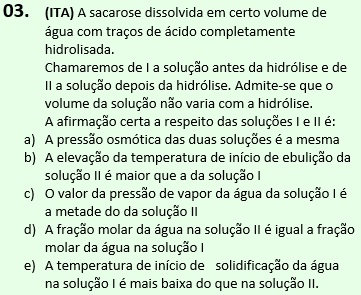 03. (ITA) A sacarose dissolvida em certo volume de
água com traços de ácido completamente
hidrolisada.
Chamaremos de I a solução antes da hidrólise e de
II a solução depois da hidrólise. Admite-se que o
volume da solução não varia com a hidrólise.
A afirmação certa a respeito das soluções I e II é:
a) A pressão osmótica das duas soluções é a mesma
b) A elevação da temperatura de início de ebulição da
solução II é maior que a da solução I
c) O valor da pressão de vapor da água da solução I é
a metade do da solução II
d) A fração molar da água na solução II é igual a fração
molar da água na solução I
e) A temperatura de início de solidificação da água
na solução I é mais baixa do que na solução II.